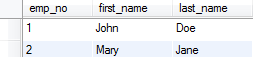 emp_no first_name last_name
1 John Doe
2 Mary Jane